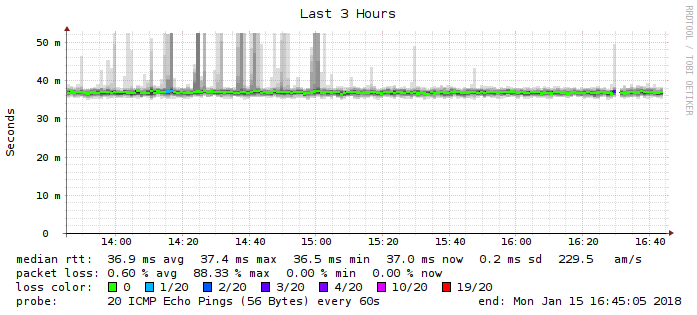 Last 3 Hours
RRDTOOL / TOBI OETIKER
Seconds
50 m
40 m
30 m
20 m
10 m
0
14:00 14:20 14:40 15:00 15:20 15:40 16:00 16:20 16:40
median rtt: 36.9 ms avg 37.4 ms max 36.5 ms min 37.0 ms now 0.2 ms sd 229.5 am/s
packet loss: 0.60 % avg 88.33 % max 0.00 % min 0.00 % now
loss color: 0 1/20 2/20 3/20 4/20 10/20 19/20
probe: 20 ICMP Echo Pings (56 Bytes) every 60s end: Mon Jan 15 16:45:05 2018